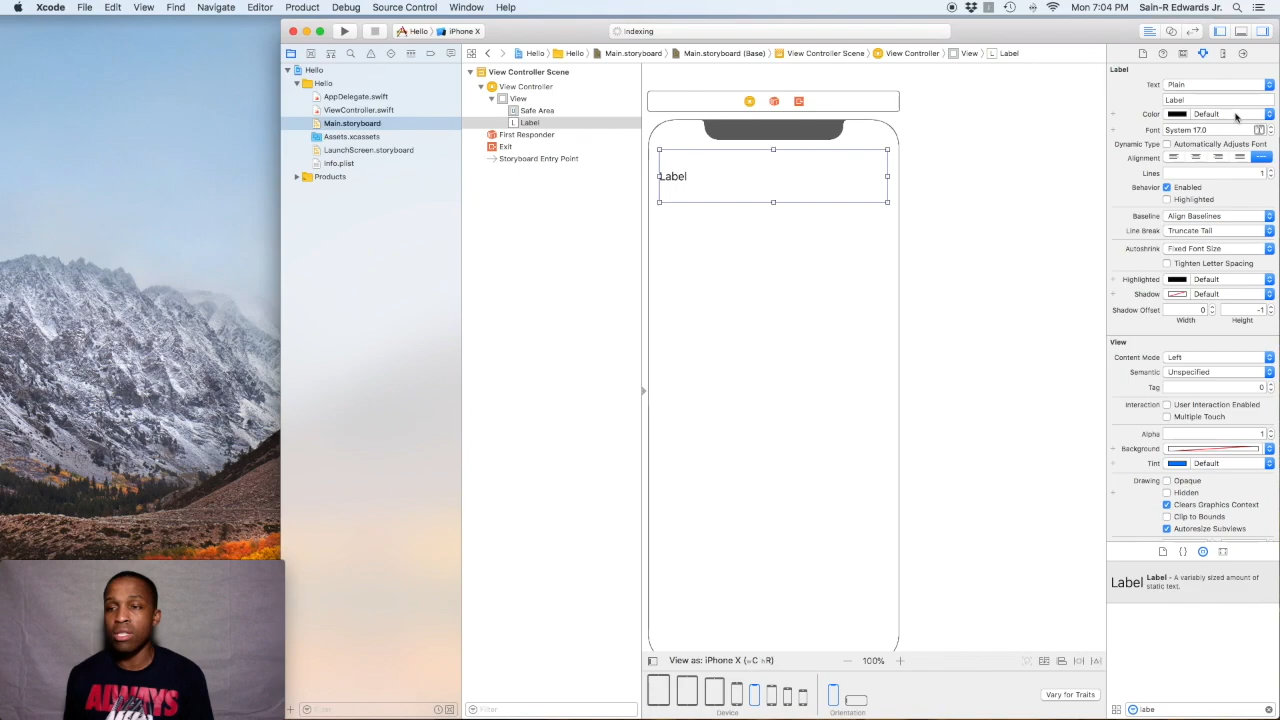 Xcode File Edit View Find Navigate Editor Product Debug Source Control Window Help
Mon 7:04 PM Sain-R Edwards Jr.
Hello iPhone X
Indexing
Hello Hello Main.storyboard Main.storyboard (Base) View Controller Scene View Controller View L Label
Hello
Hello
AppDelegate.swift
ViewController.swift
Main.storyboard
Assets.xcassets
LaunchScreen.storyboard
Info.plist
Products
Filter
View Controller Scene
View Controller
View
Safe Area
L Label
First Responder
Exit
Storyboard Entry Point
Filter
Label
View as: iPhone X (wC hR)
100%
Device
Orientation
Vary for Traits
Label
Text Plain
Label
Color Default
Font System 17.0
Dynamic Type Automatically Adjusts Font
Alignment
Lines 1
Behavior Enabled
Highlighted
Baseline Align Baselines
Line Break Truncate Tail
Autoshrink Fixed Font Size
Tighten Letter Spacing
Highlighted Default
Shadow Default
Shadow Offset 0 -1
Width Height
View
Content Mode Left
Semantic Unspecified
Tag 0
Interaction User Interaction Enabled
Multiple Touch
Alpha 1
Background
Tint Default
Drawing Opaque
Hidden
Clears Graphics Context
Clip to Bounds
Autoresize Subviews
Label Label - A variably sized amount of
static text.
labe
ALWAYS